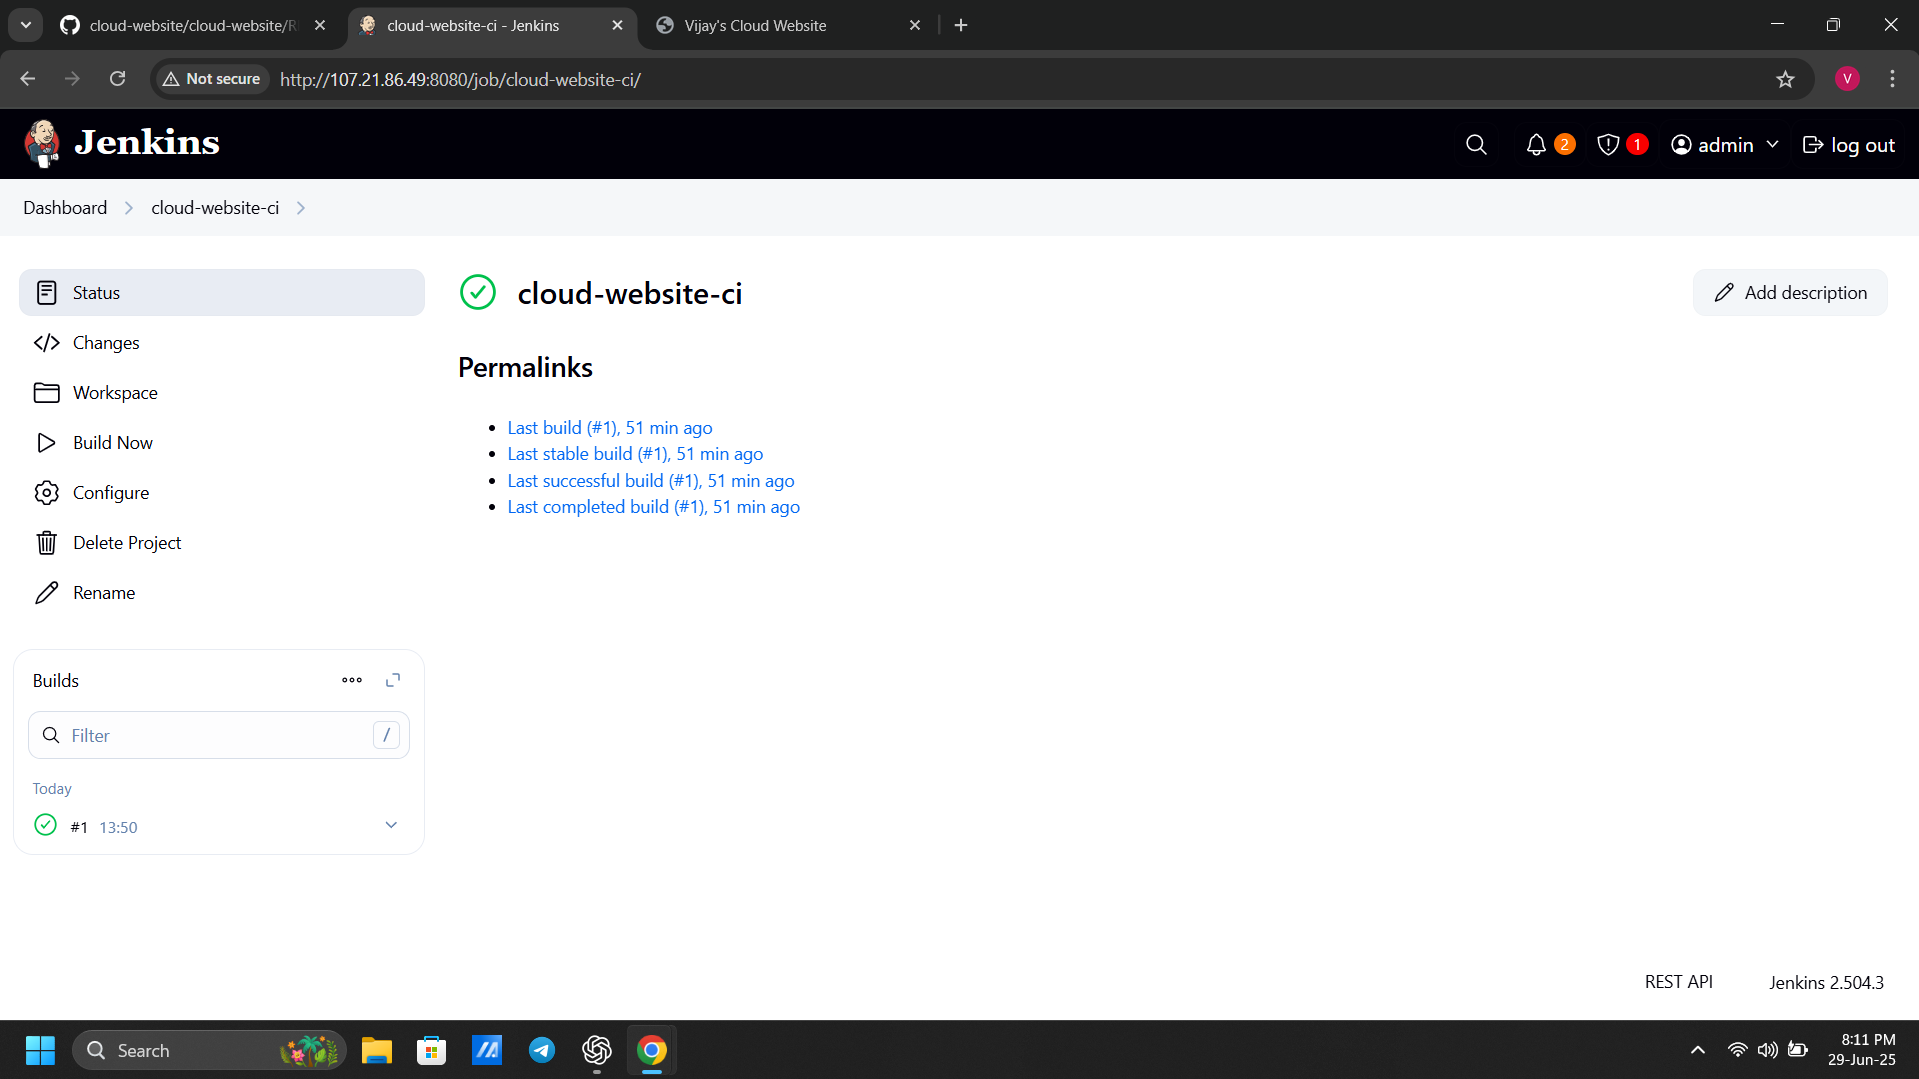 cloud-website/cloud-website/R
cloud-website-ci - Jenkins
Vijay's Cloud Website
Not secure
http://107.21.86.49:8080/job/cloud-website-ci/
V
Jenkins
2
1
admin
log out
Dashboard
cloud-website-ci
Status
Changes
Workspace
Build Now
Configure
Delete Project
Rename
cloud-website-ci
Add description
Permalinks
Last build (#1), 51 min ago
Last stable build (#1), 51 min ago
Last successful build (#1), 51 min ago
Last completed build (#1), 51 min ago
Builds
Filter
/
Today
#1 13:50
REST API
Jenkins 2.504.3
Search
8:11 PM
29-Jun-25